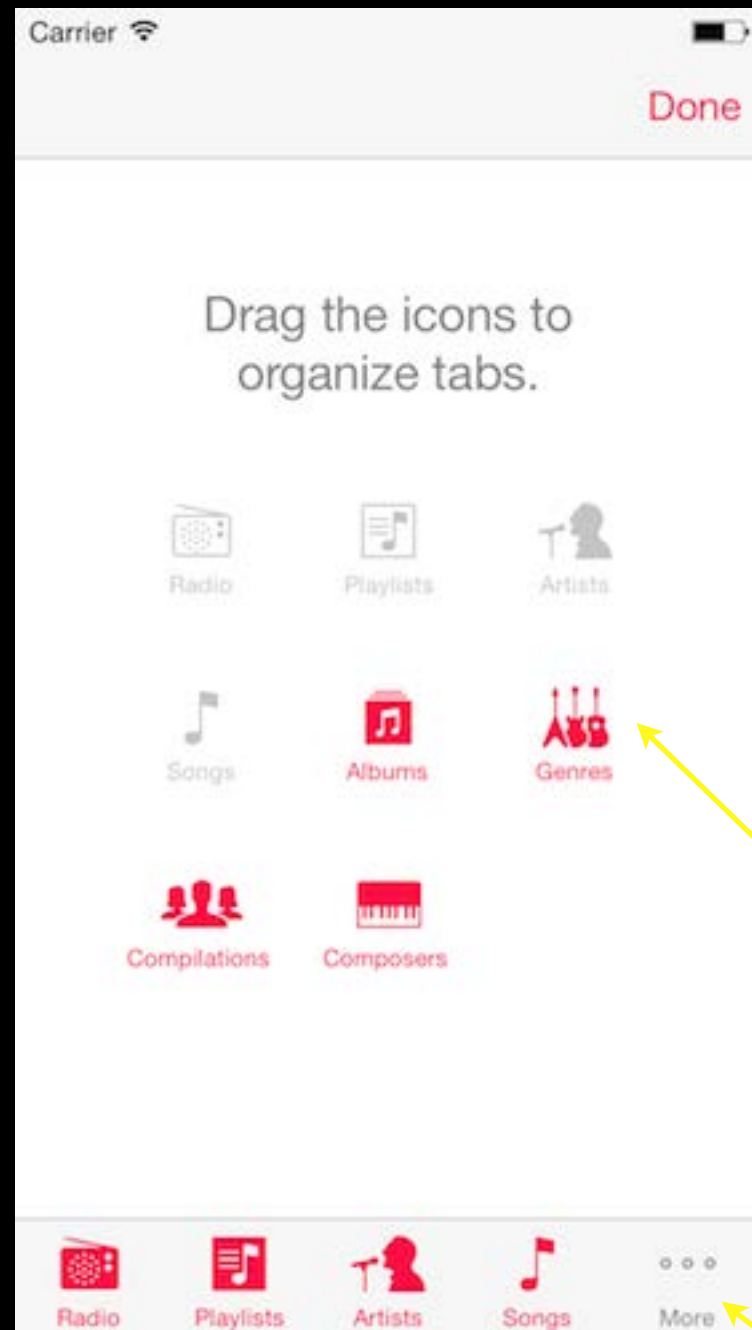 Carrier
Done
Drag the icons to
organize tabs.
Radio Playlists Artists
Songs Albums Genres
Compilations Composers
Radio Playlists Artists Songs More